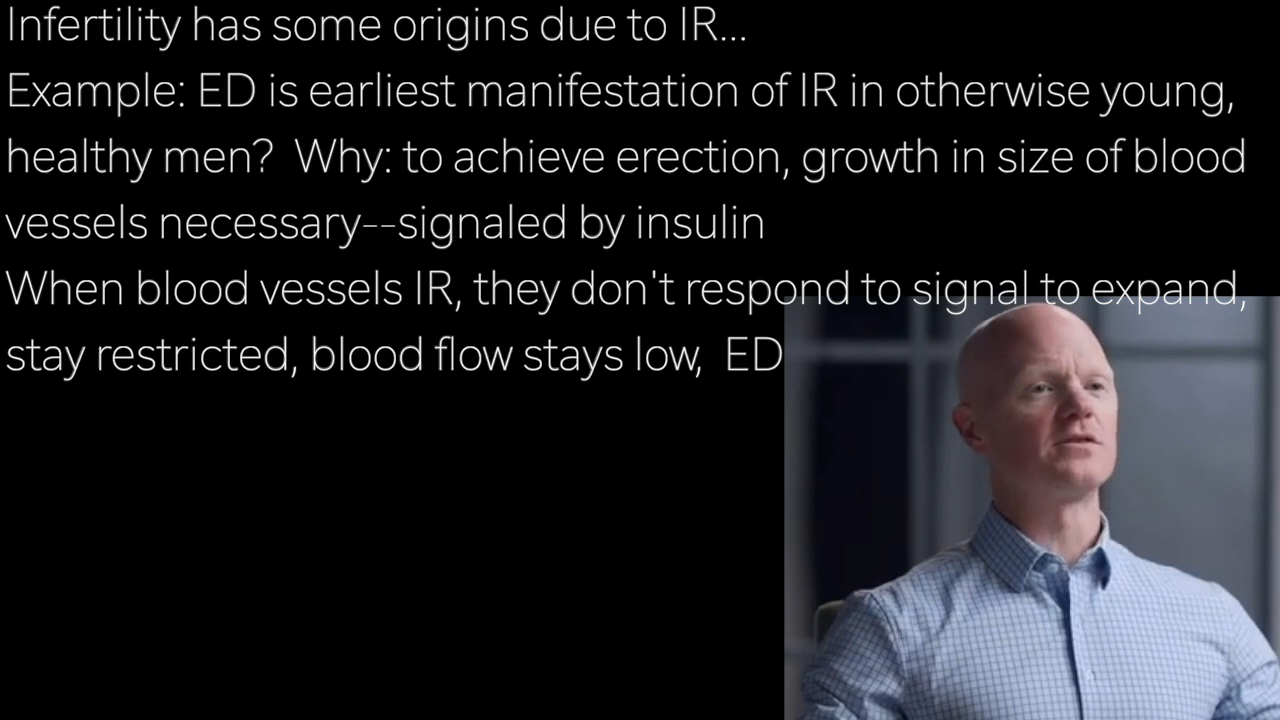 Infertility has some origins due to IR...
Example: ED is earliest manifestation of IR in otherwise young,
healthy men?  Why: to achieve erection, growth in size of blood
vessels necessary--signaled by insulin
When blood vessels IR, they don't respond to signal to expand,
stay restricted, blood flow stays low,  ED